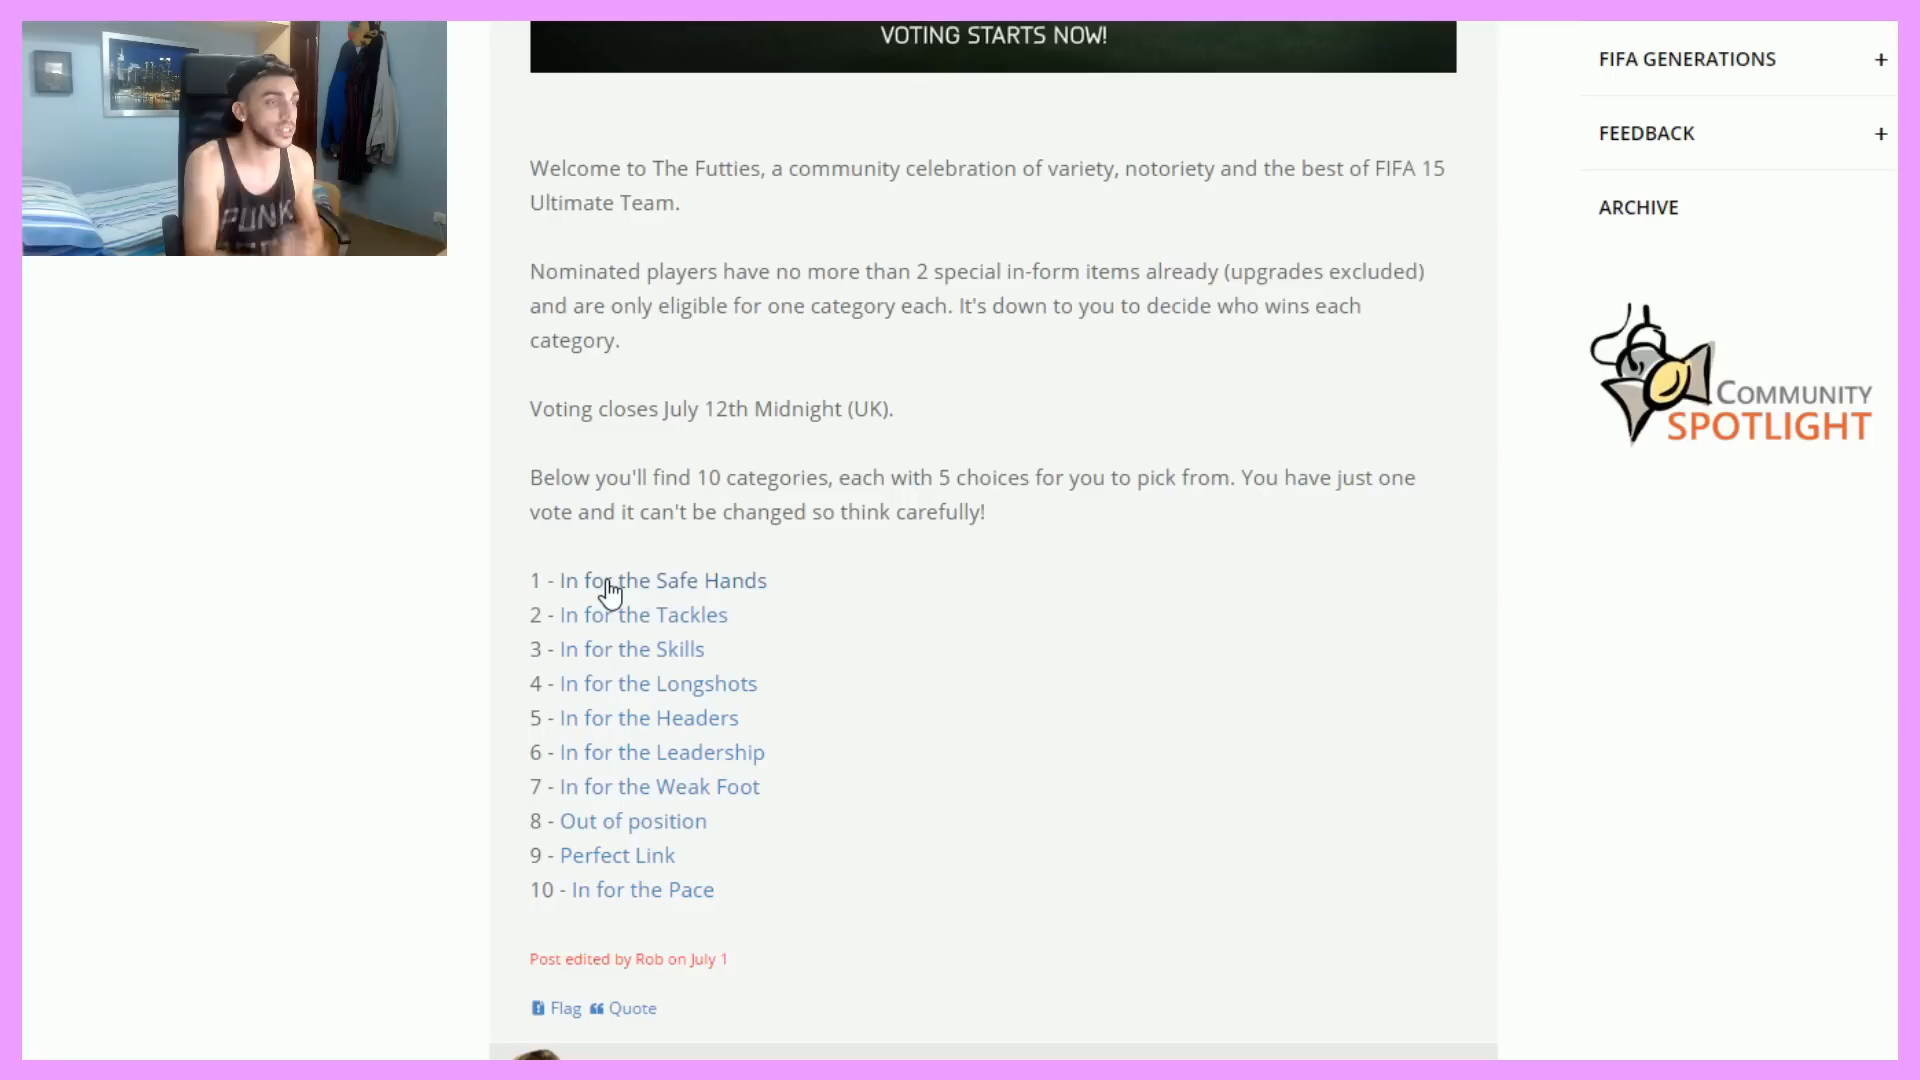 VOTING STARTS NOW!
Welcome to The Futties, a community celebration of variety, notoriety and the best of FIFA 15
Ultimate Team.
Nominated players have no more than 2 special in-form items already (upgrades excluded)
and are only eligible for one category each. It's down to you to decide who wins each
category.
Voting closes July 12th Midnight (UK).
Below you'll find 10 categories, each with 5 choices for you to pick from. You have just one
vote and it can't be changed so think carefully!
1 - In for the Safe Hands
2 - In for the Tackles
3 - In for the Skills
4 - In for the Longshots
5 - In for the Headers
6 - In for the Leadership
7 - In for the Weak Foot
8 - Out of position
9 - Perfect Link
10 - In for the Pace
Post edited by Rob on July 1
Flag Quote
FIFA GENERATIONS +
FEEDBACK +
ARCHIVE
COMMUNITY
SPOTLIGHT
PUNK